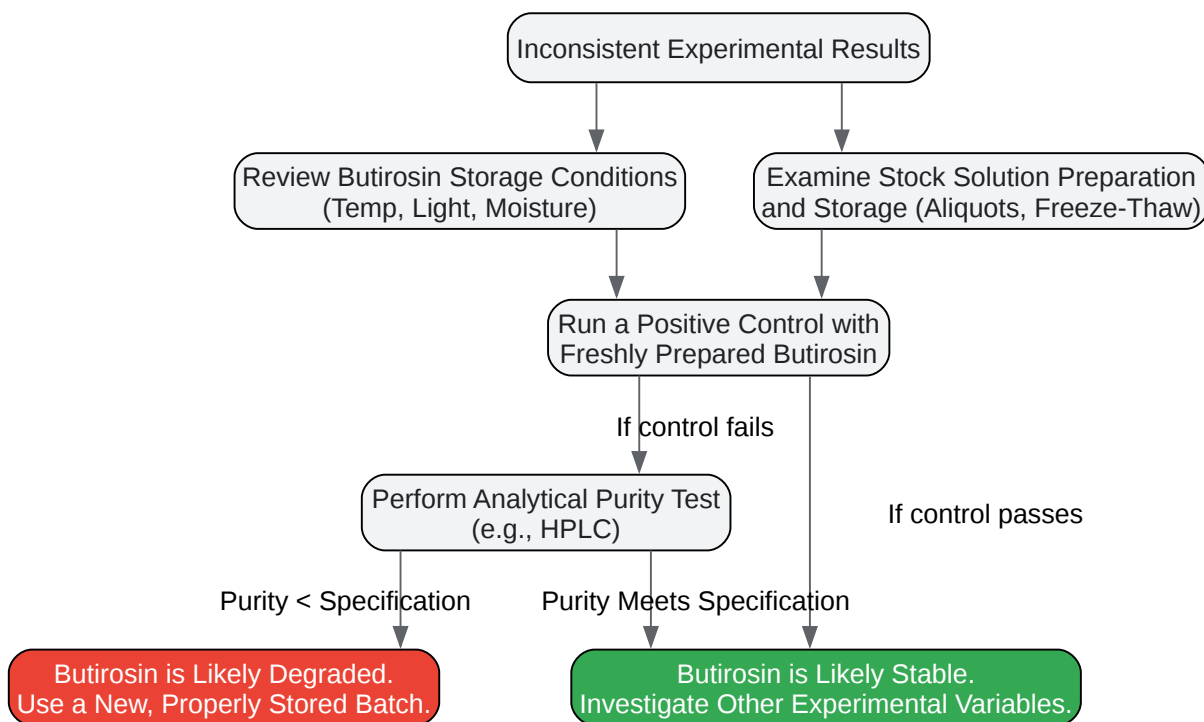 Inconsistent Experimental Results
Review Butirosin Storage Conditions
(Temp, Light, Moisture)
Examine Stock Solution Preparation
and Storage (Aliquots, Freeze-Thaw)
Run a Positive Control with
Freshly Prepared Butirosin
If control fails
Perform Analytical Purity Test
(e.g., HPLC)
If control passes
Purity < Specification
Purity Meets Specification
Butirosin is Likely Degraded.
Use a New, Properly Stored Batch.
Butirosin is Likely Stable.
Investigate Other Experimental Variables.